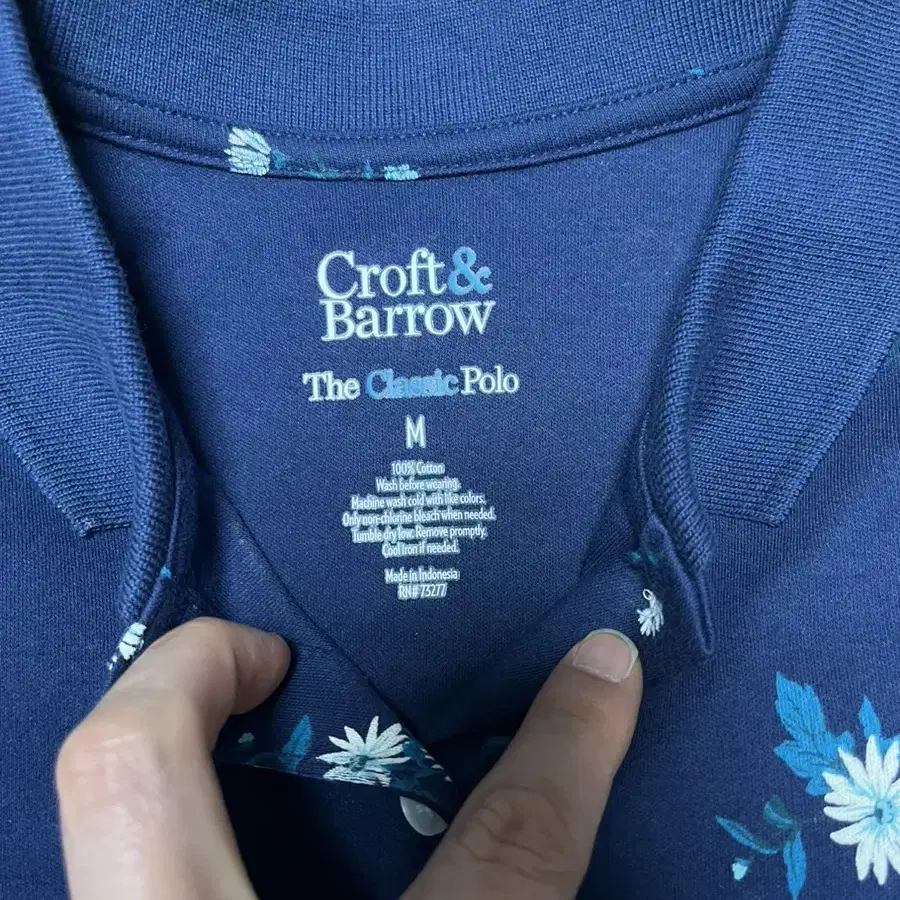 Croft&
Barrow
The Classic Polo
M
100% Cotton
Wash before wearing.
Machine wash cold with like colors.
Only non-chlorine bleach when needed.
Tumble dry low. Remove promptly.
Cool iron if needed.
Made in Indonesia
RN# 73277